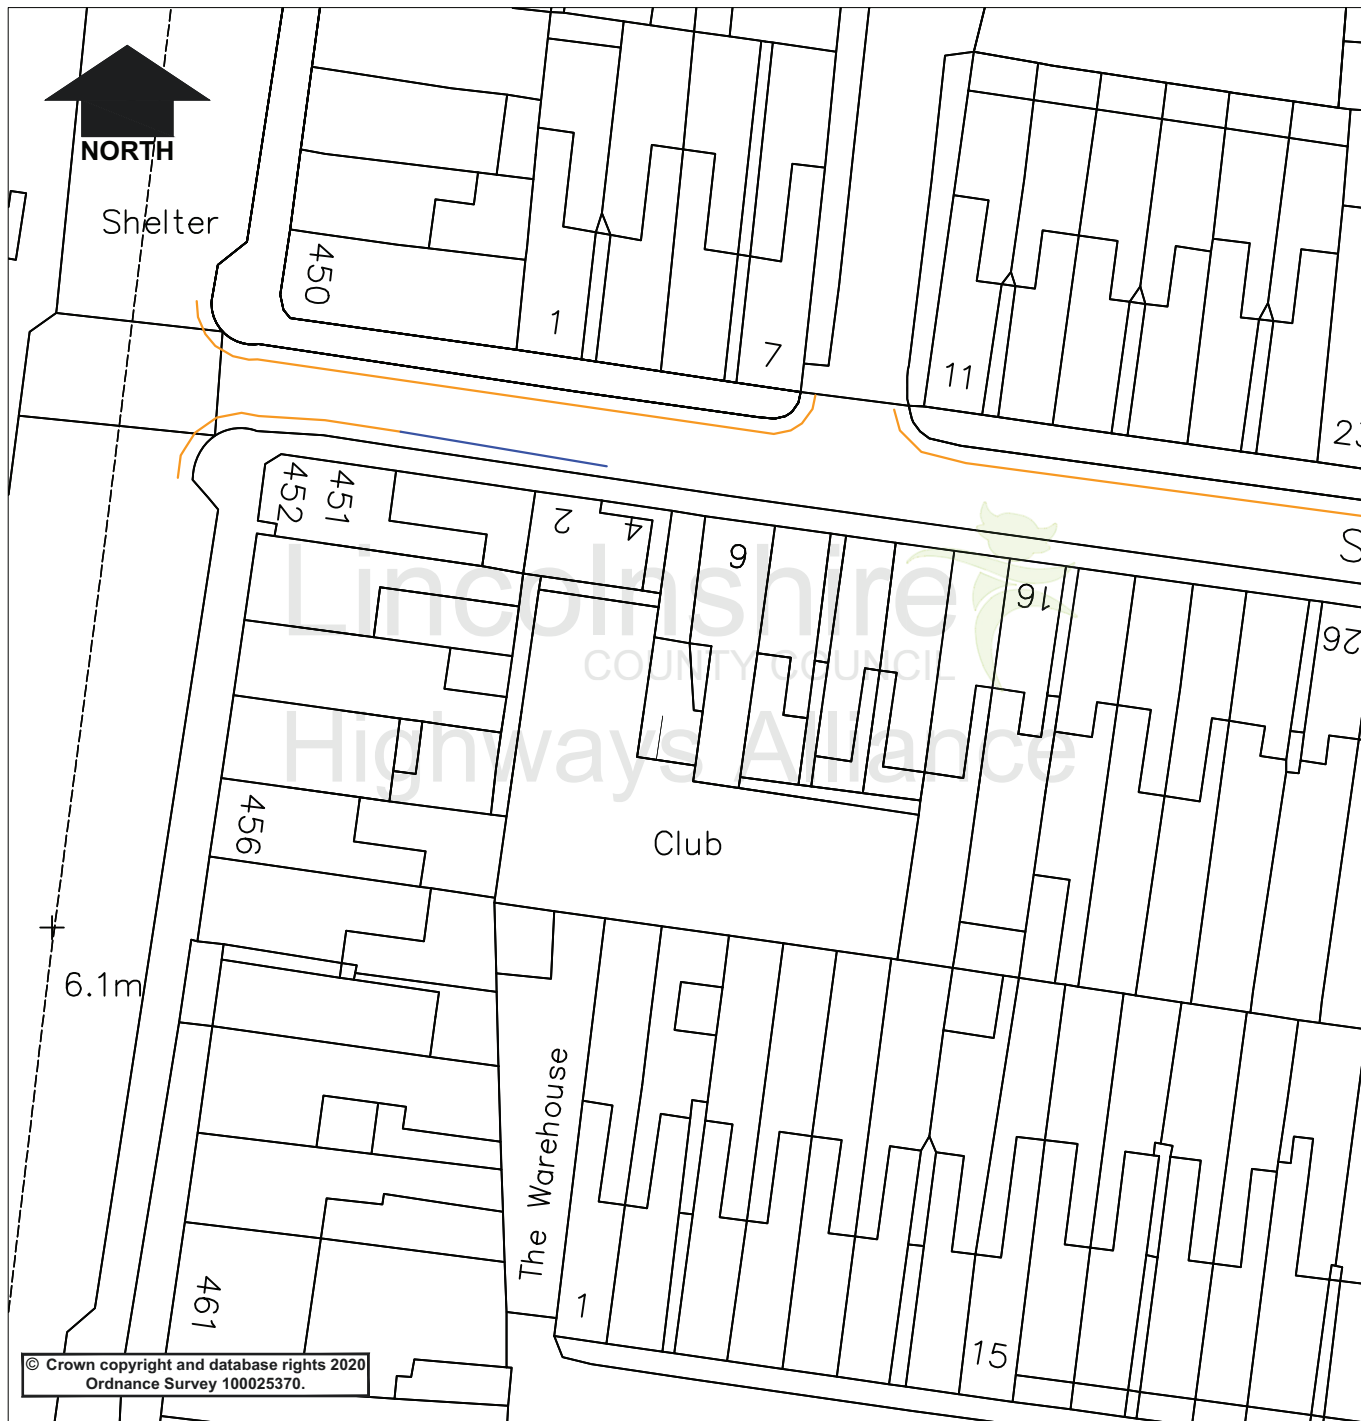 NORTH
Shelter
450
1
7
11
23
452
451
2
4
6
S
16
26
Lincolnshire
COUNTY COUNCIL
Highways Alliance
456
Club
6.1m
The Warehouse
461
1
15
© Crown copyright and database rights 2020
Ordnance Survey 100025370.